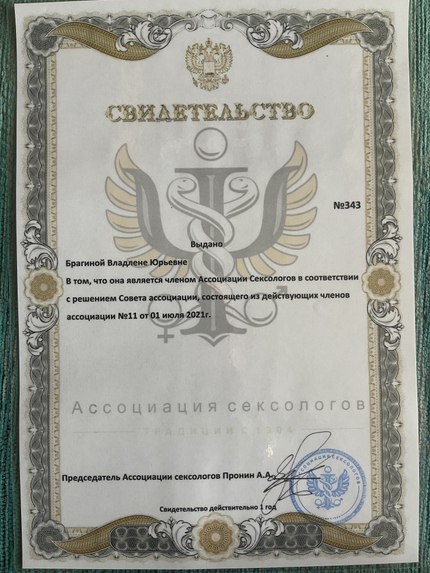 СВИДЕТЕЛЬСТВО
№343
Выдано
Брагиной Владлене Юрьевне
В том, что она является членом Ассоциации Сексологов в соответствии
с решением Совета ассоциации, состоящего из действующих членов
ассоциации №11 от 01 июля 2021г.
Ассоциация сексологов
Председатель Ассоциации сексологов Пронин А.А.
Свидетельство действительно 1 год